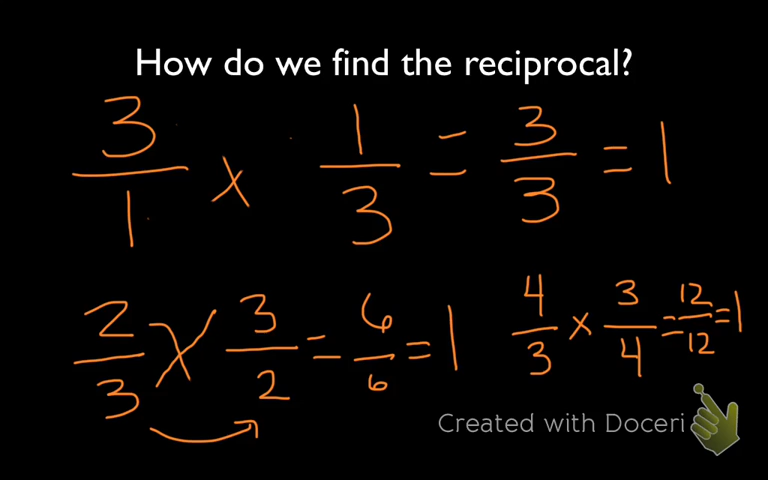 How do we find the reciprocal?
3/1 x 1/3 = 3/3 = 1
2/3 x 3/2 = 6/6 = 1
4/3 x 3/4 = 12/12 = 1
Created with Doceri